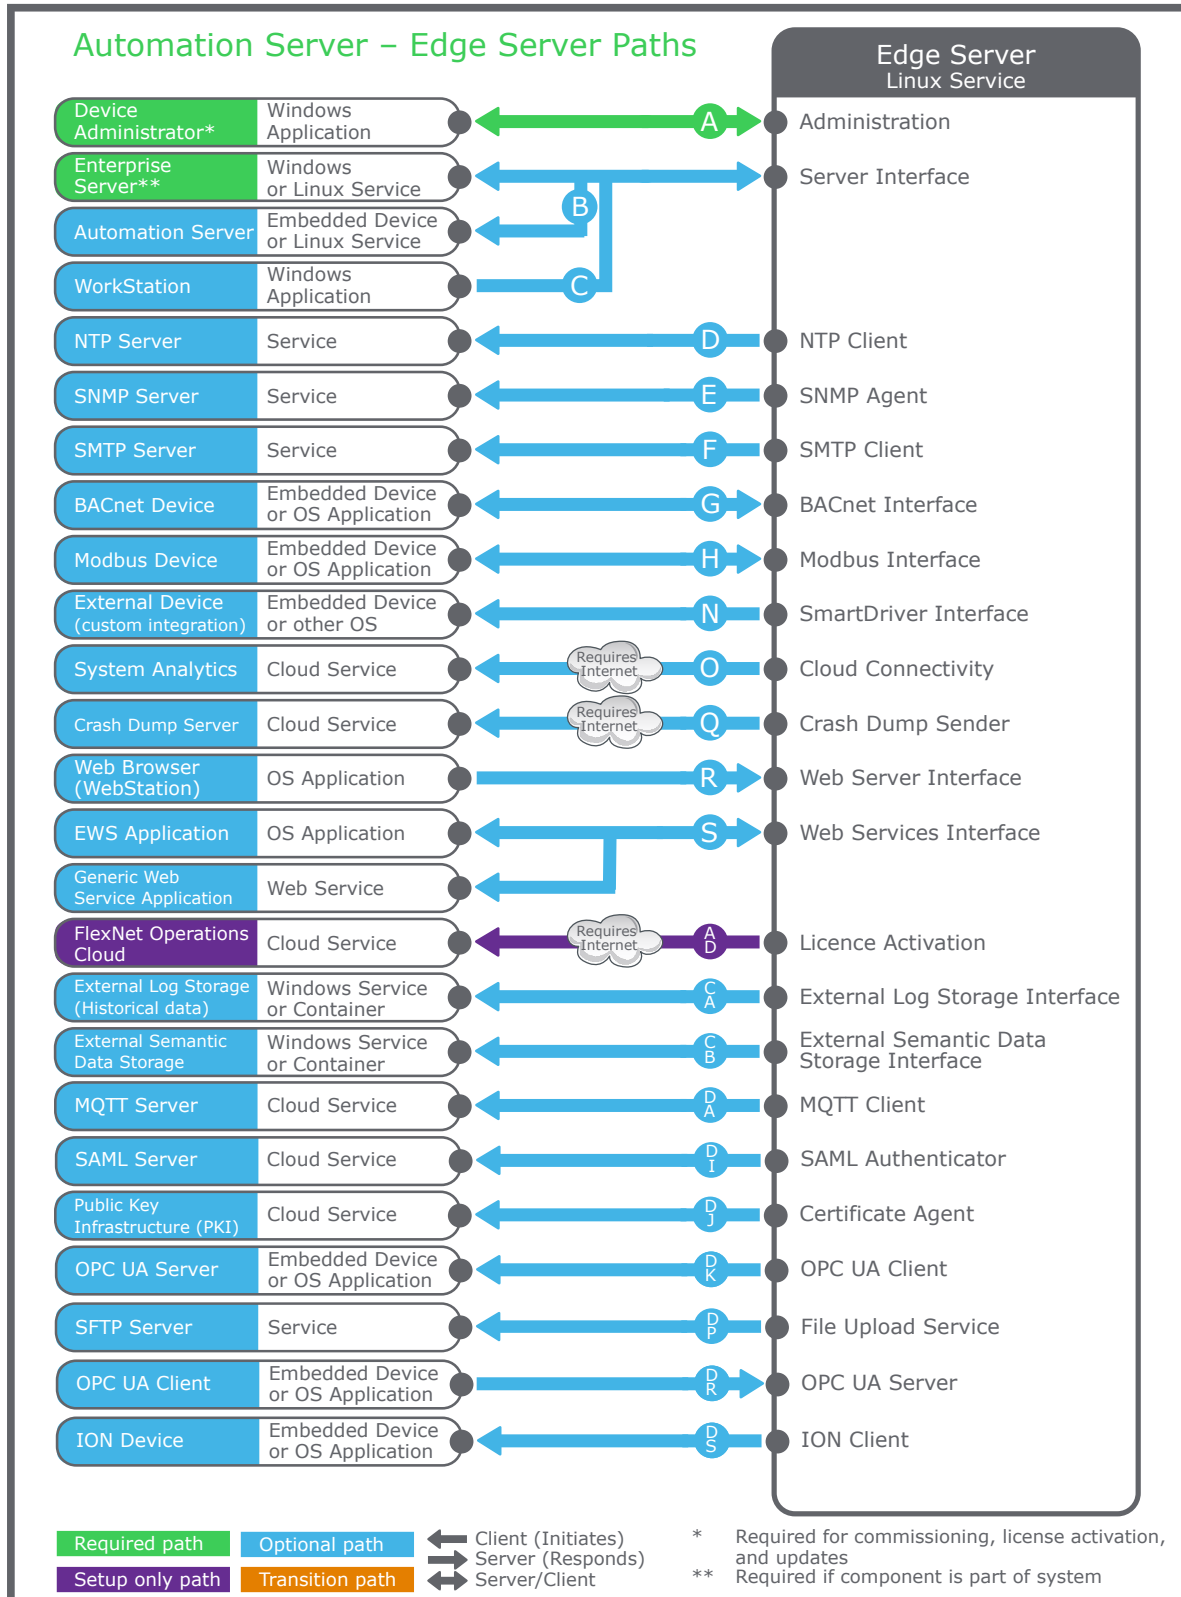 Automation Server – Edge Server Paths
Edge Server
Linux Service
Device
Administrator*
Windows
Application
A
Administration
Enterprise
Server**
Windows
or Linux Service
Server Interface
B
Automation Server
Embedded Device
or Linux Service
WorkStation
Windows
Application
C
NTP Server
Service
D
NTP Client
SNMP Server
Service
E
SNMP Agent
SMTP Server
Service
F
SMTP Client
BACnet Device
Embedded Device
or OS Application
G
BACnet Interface
Modbus Device
Embedded Device
or OS Application
H
Modbus Interface
External Device
(custom integration)
Embedded Device
or other OS
N
SmartDriver Interface
System Analytics
Cloud Service
Requires
Internet
O
Cloud Connectivity
Crash Dump Server
Cloud Service
Requires
Internet
Q
Crash Dump Sender
Web Browser
(WebStation)
OS Application
R
Web Server Interface
EWS Application
OS Application
S
Web Services Interface
Generic Web
Service Application
Web Service
FlexNet Operations
Cloud
Cloud Service
Requires
Internet
A
D
Licence Activation
External Log Storage
(Historical data)
Windows Service
or Container
C
A
External Log Storage Interface
External Semantic
Data Storage
Windows Service
or Container
C
B
External Semantic Data
Storage Interface
MQTT Server
Cloud Service
D
A
MQTT Client
SAML Server
Cloud Service
D
I
SAML Authenticator
Public Key
Infrastructure (PKI)
Cloud Service
D
J
Certificate Agent
OPC UA Server
Embedded Device
or OS Application
D
K
OPC UA Client
SFTP Server
Service
D
P
File Upload Service
OPC UA Client
Embedded Device
or OS Application
D
R
OPC UA Server
ION Device
Embedded Device
or OS Application
D
S
ION Client
Required path
Optional path
Setup only path
Transition path
Client (Initiates)
Server (Responds)
Server/Client
* Required for commissioning, license activation,
and updates
** Required if component is part of system